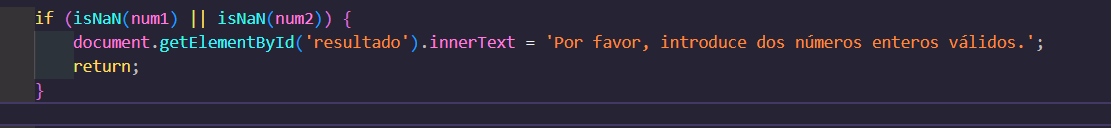 if (isNaN(num1) || isNaN(num2)) {
    document.getElementById('resultado').innerText = 'Por favor, introduce dos números enteros válidos.';
    return;
}